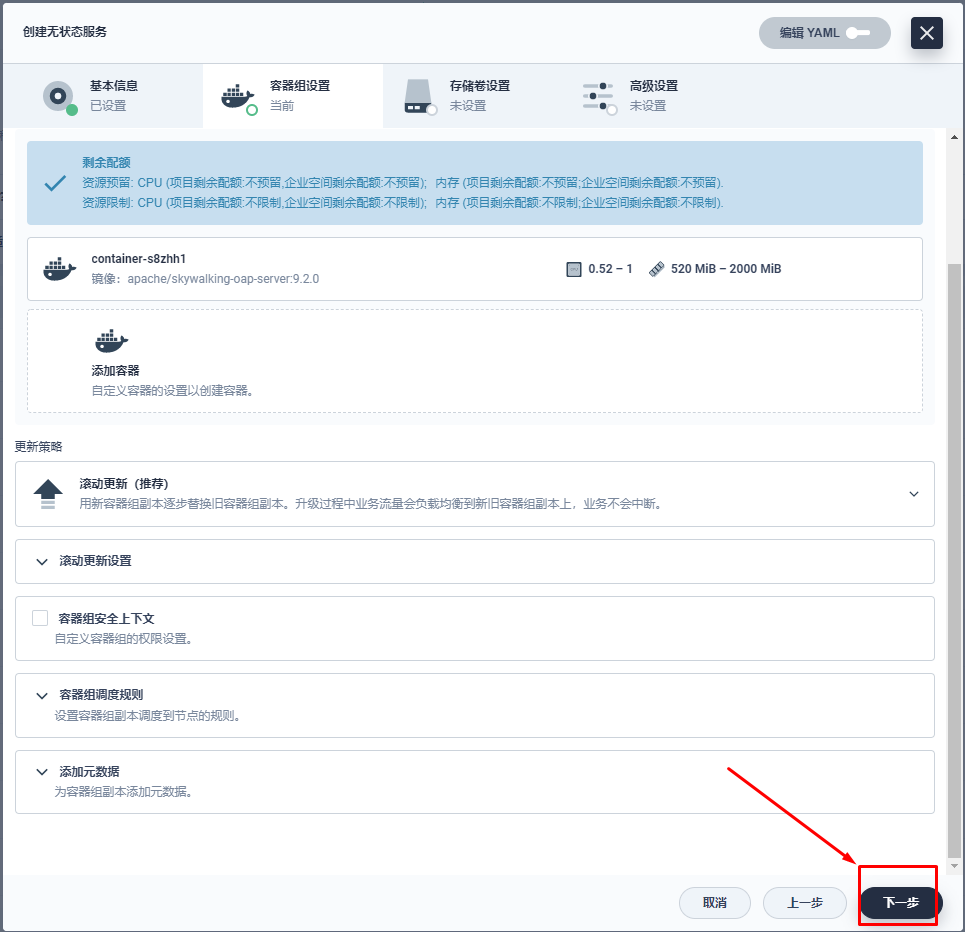 创建无状态服务
编辑 YAML
基本信息
已设置
容器组设置
当前
存储卷设置
未设置
高级设置
未设置
剩余配额
资源预留: CPU (项目剩余配额:不预留,企业空间剩余配额:不预留);  内存 (项目剩余配额:不预留;企业空间剩余配额:不预留).
资源限制: CPU (项目剩余配额:不限制,企业空间剩余配额:不限制);  内存 (项目剩余配额:不限制;企业空间剩余配额:不限制).
container-s8zhh1
镜像: apache/skywalking-oap-server:9.2.0
0.52 – 1
520 MiB – 2000 MiB
添加容器
自定义容器的设置以创建容器。
更新策略
滚动更新（推荐）
用新容器组副本逐步替换旧容器组副本。升级过程中业务流量会负载均衡到新旧容器组副本上，业务不会中断。
滚动更新设置
容器组安全上下文
自定义容器组的权限设置。
容器组调度规则
设置容器组副本调度到节点的规则。
添加元数据
为容器组副本添加元数据。
取消
上一步
下一步